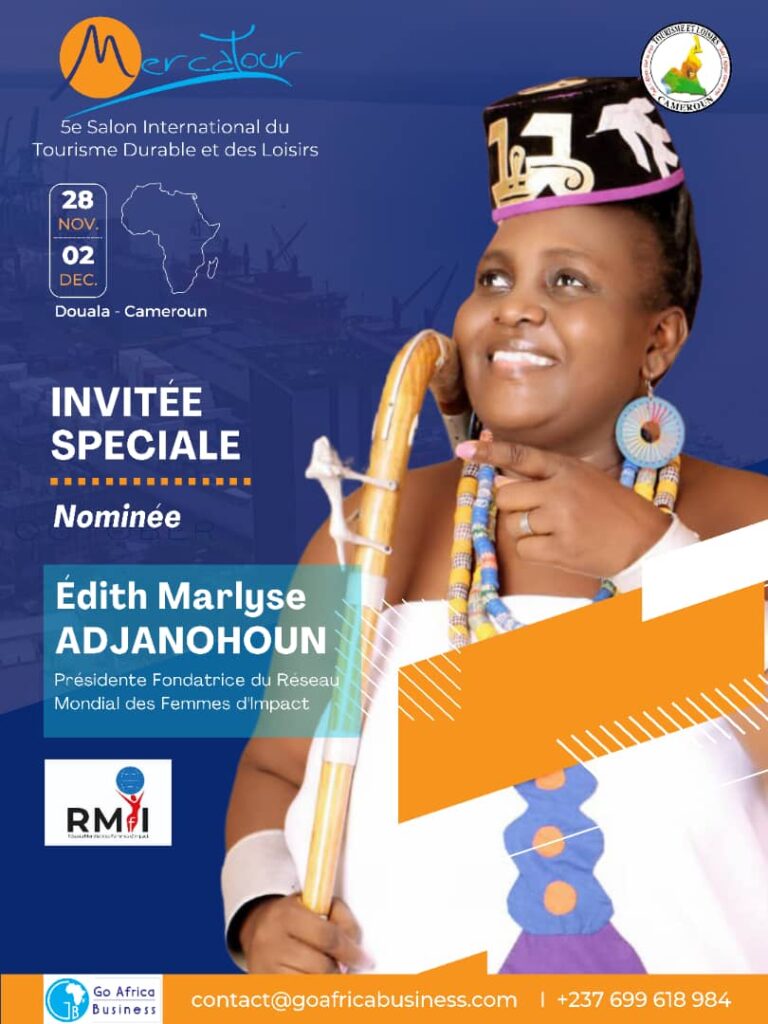 MercaTour
TOURISME ET LOISIRS
CAMEROUN
5e Salon International du
Tourisme Durable et des Loisirs
28
NOV.
02
DEC.
Douala - Cameroun
INVITÉE
SPECIALE
Nominée
Édith Marlyse
ADJANOHOUN
Présidente Fondatrice du Réseau
Mondial des Femmes d'Impact
RMfI
Go Africa
Business
contact@goafricabusiness.com I +237 699 618 984